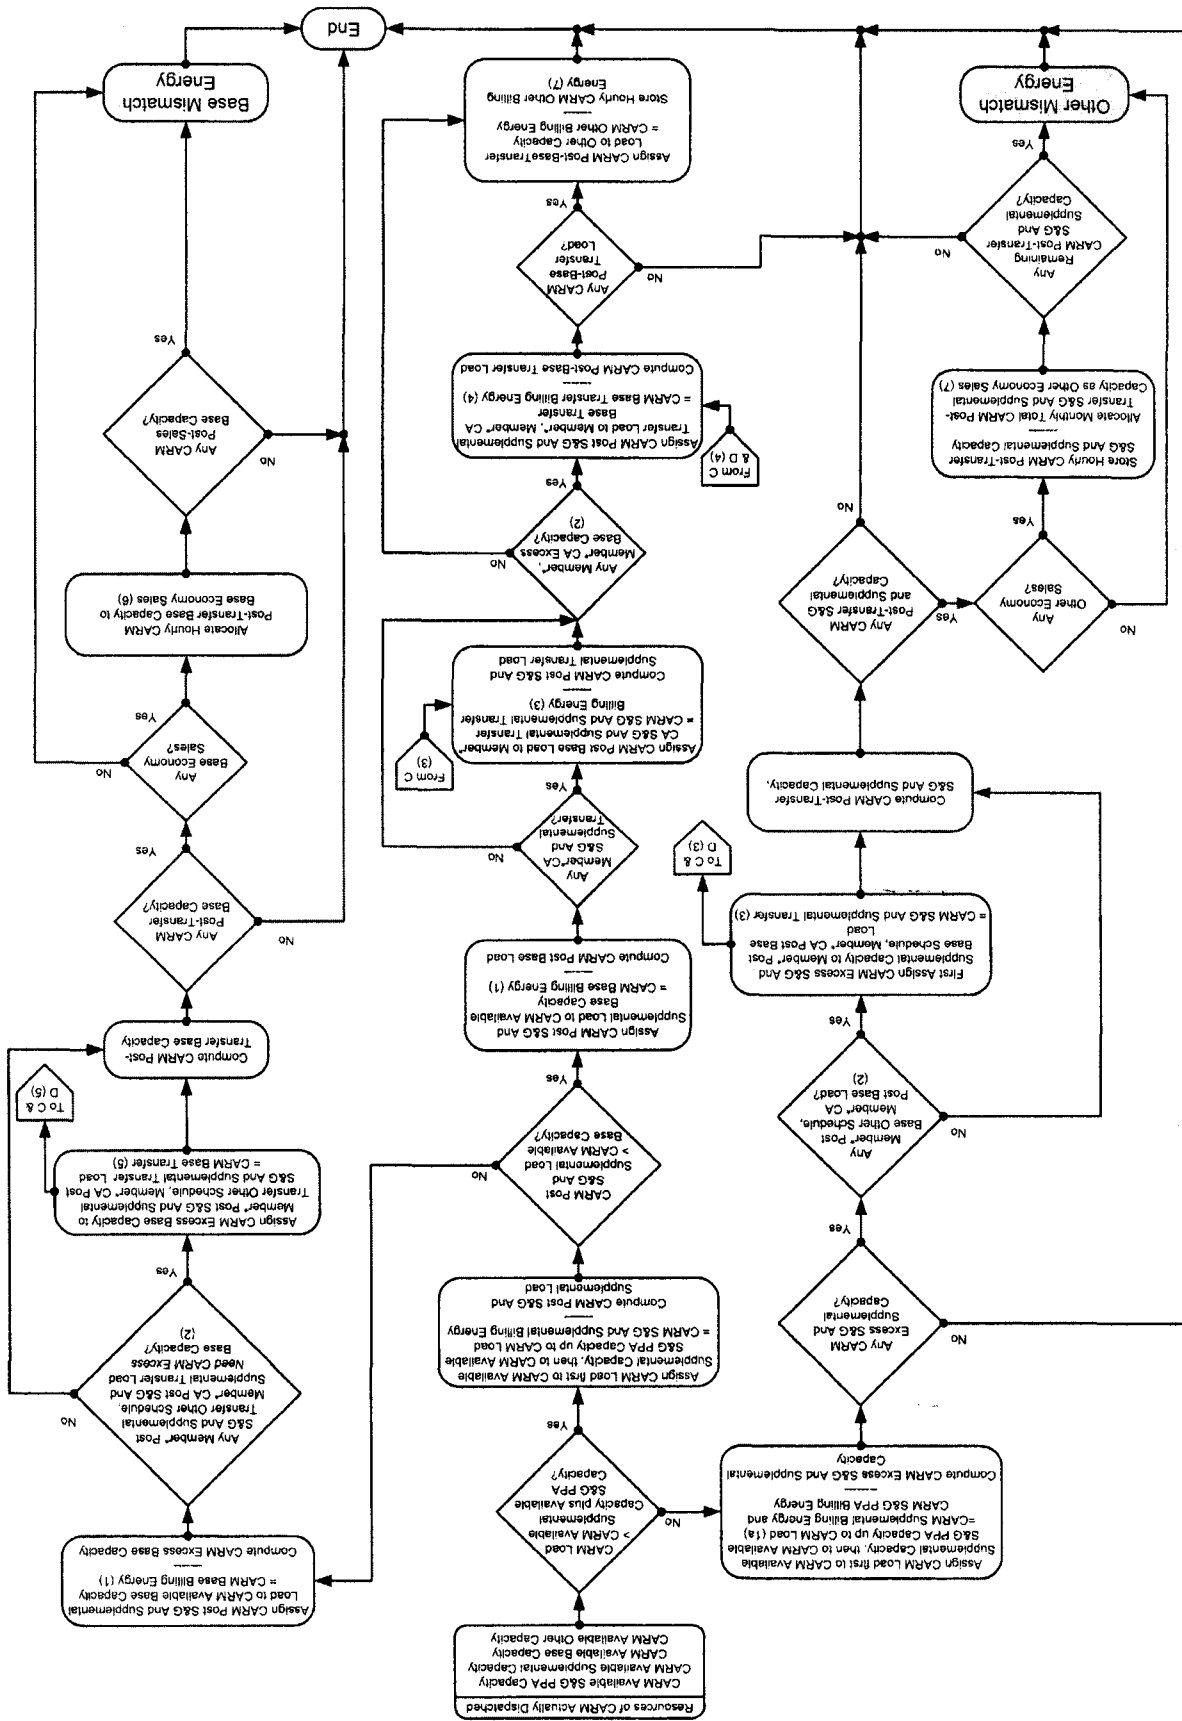 Resources of CARM Actually Dispatched
CARM Available S&G PPA Capacity
CARM Available Supplemental Capacity
CARM Available Base Capacity
CARM Available Other Capacity
CARM Load
> CARM Available
Supplemental
Capacity plus Available
S&G PPA
Capacity?
No
Yes
Assign CARM Load first to CARM Available
Supplemental Capacity, then to CARM Available
S&G PPA Capacity up to CARM Load
= CARM S&G And Supplemental Billing Energy
Compute CARM Post S&G And
Supplemental Load
CARM Post
S&G And
Supplemental Load
> CARM Available
Base Capacity?
No
Yes
Assign CARM Post S&G And
Supplemental Load to CARM Available
Base Capacity
= CARM Base Billing Energy (1)
Compute CARM Post Base Load
Any
Member*CA
S&G And
Supplemental
Transfer?
No
Yes
Assign CARM Post Base Load to Member*
CA S&G And Supplemental Transfer
= CARM S&G And Supplemental Transfer
Billing Energy (3)
Compute CARM Post S&G And
Supplemental Transfer Load
From C
(3)
Any Member*,
Member* CA Excess
Base Capacity?
(2)
No
Yes
Assign CARM Post S&G And Supplemental
Transfer Load to Member*, Member* CA
Base Transfer
= CARM Base Transfer Billing Energy (4)
Compute CARM Post-Base Transfer Load
From C
& D (4)
Any CARM
Post-Base
Transfer
Load?
No
Yes
Assign CARM Post-BaseTransfer
Load to Other Capacity
= CARM Other Billing Energy
Store Hourly CARM Other Billing
Energy (7)
Assign CARM Load first to CARM Available
Supplemental Capacity, then to CARM Available
S&G PPA Capacity up to CARM Load (1a)
=CARM Supplemental Billing Energy and
CARM S&G PPA Billing Energy
Compute CARM Excess S&G And Supplemental
Capacity
Any CARM
Excess S&G And
Supplemental
Capacity?
No
Yes
Any
Member* Post
Base Other Schedule,
Member* CA
Post Base Load?
(2)
No
Yes
First Assign CARM Excess S&G And
Supplemental Capacity to Member* Post
Base Schedule, Member* CA Post Base
Load
= CARM S&G And Supplemental Transfer (3)
To C &
D (3)
Compute CARM Post-Transfer
S&G And Supplemental Capacity,
Any CARM
Post-Transfer S&G
and Supplemental
Capacity?
Yes
No
Any
Other Economy
Sales?
No
Yes
Store Hourly CARM Post-Transfer
S&G And Supplemental Capacity
Allocate Monthly Total CARM Post-
Transfer S&G And Supplemental
Capacity as Other Economy Sales (7)
Any
Remaining
CARM Post-Transfer
S&G And
Supplemental
Capacity?
No
Yes
Other Mismatch
Energy
Assign CARM Post S&G And Supplemental
Load to CARM Available Base Capacity
= CARM Base Billing Energy (1)
Compute CARM Excess Base Capacity
Any Member* Post
S&G And Supplemental
Transfer Other Schedule,
Member* CA Post S&G And
Supplemental Transfer Load
Need CARM Excess
Base Capacity?
(2)
No
Yes
Assign CARM Excess Base Capacity to
Member* Post S&G And Supplemental
Transfer Other Schedule, Member* CA Post
S&G And Supplemental Transfer Load
= CARM Base Transfer (5)
To C &
D (5)
Compute CARM Post-
Transfer Base Capacity
Any CARM
Post-Transfer
Base Capacity?
No
Yes
Any
Base Economy
Sales?
No
Yes
Allocate Hourly CARM
Post-Transfer Base Capacity to
Base Economy Sales (6)
Any CARM
Post-Sales
Base Capacity?
No
Yes
Base Mismatch
Energy
End